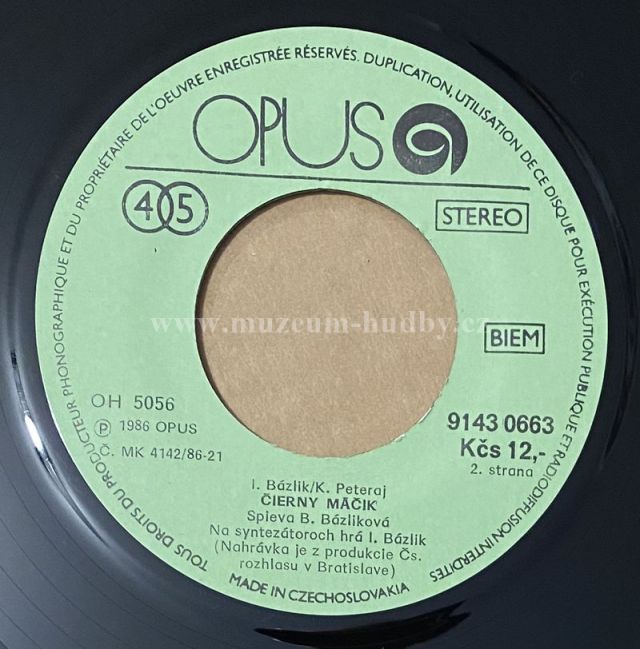 TOUS DROITS DU PRODUCTEUR PHONOGRAPHIQUE ET DU PROPRIÉTAIRE DE L'OEUVRE ENREGISTRÉE RÉSERVÉS. DUPLICATION, UTILISATION DE CE DISQUE POUR EXÉCUTION PUBLIQUE ET RADIODIFFUSION INTERDITES
OPUS
45
STEREO
www.muzeum-hudby.cz
BIEM
OH 5056
℗ 1986 OPUS
Č. MK 4142/86-21
9143 0663
Kčs 12,-
2. strana
I. Bázlik/K. Peteraj
ČIERNY MÁČIK
Spieva B. Bázliková
Na syntezátoroch hrá I. Bázlik
(Nahrávka je z produkcie Čs.
rozhlasu v Bratislave)
MADE IN CZECHOSLOVAKIA